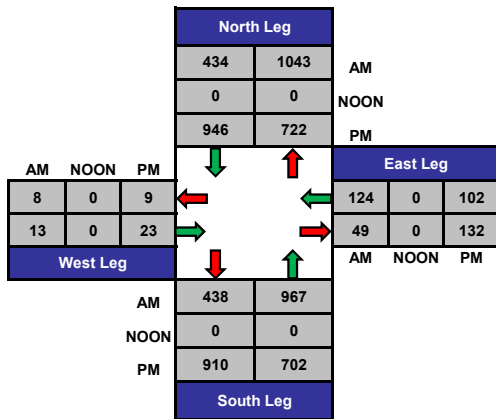 North Leg
434 1043 AM
0 0 NOON
946 722 PM
East Leg
AM NOON PM
8 0 9
124 0 102
13 0 23
49 0 132
West Leg
AM NOON PM
AM 438 967
NOON 0 0
PM 910 702
South Leg